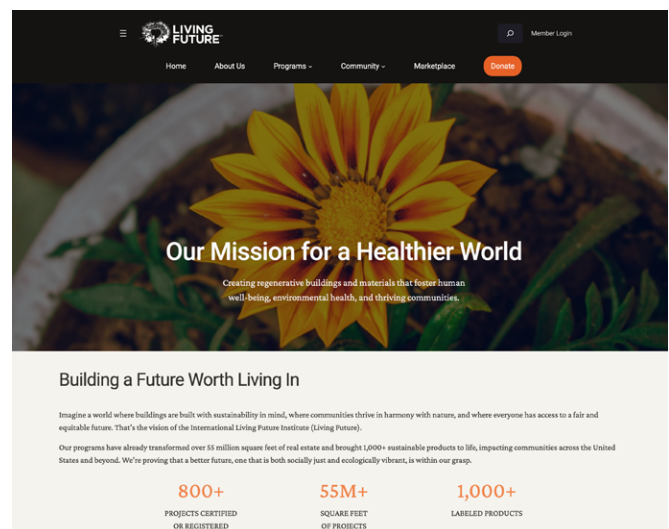 LIVING
FUTURE
Member Login
Home About Us Programs Community Marketplace Donate
Our Mission for a Healthier World
Creating regenerative buildings and materials that foster human
well-being, environmental health, and thriving communities.
Building a Future Worth Living In
Imagine a world where buildings are built with sustainability in mind, where communities thrive in harmony with nature, and where everyone has access to a fair and
equitable future. That’s the vision of the International Living Future Institute (Living Future).
Our programs have already transformed over 55 million square feet of real estate and brought 1,000+ sustainable products to life, impacting communities across the United
States and beyond. We’re proving that a better future, one that is both socially just and ecologically vibrant, is within our grasp.
800+ 55M+ 1,000+
PROJECTS CERTIFIED SQUARE FEET LABELED PRODUCTS
OR REGISTERED OF PROJECTS